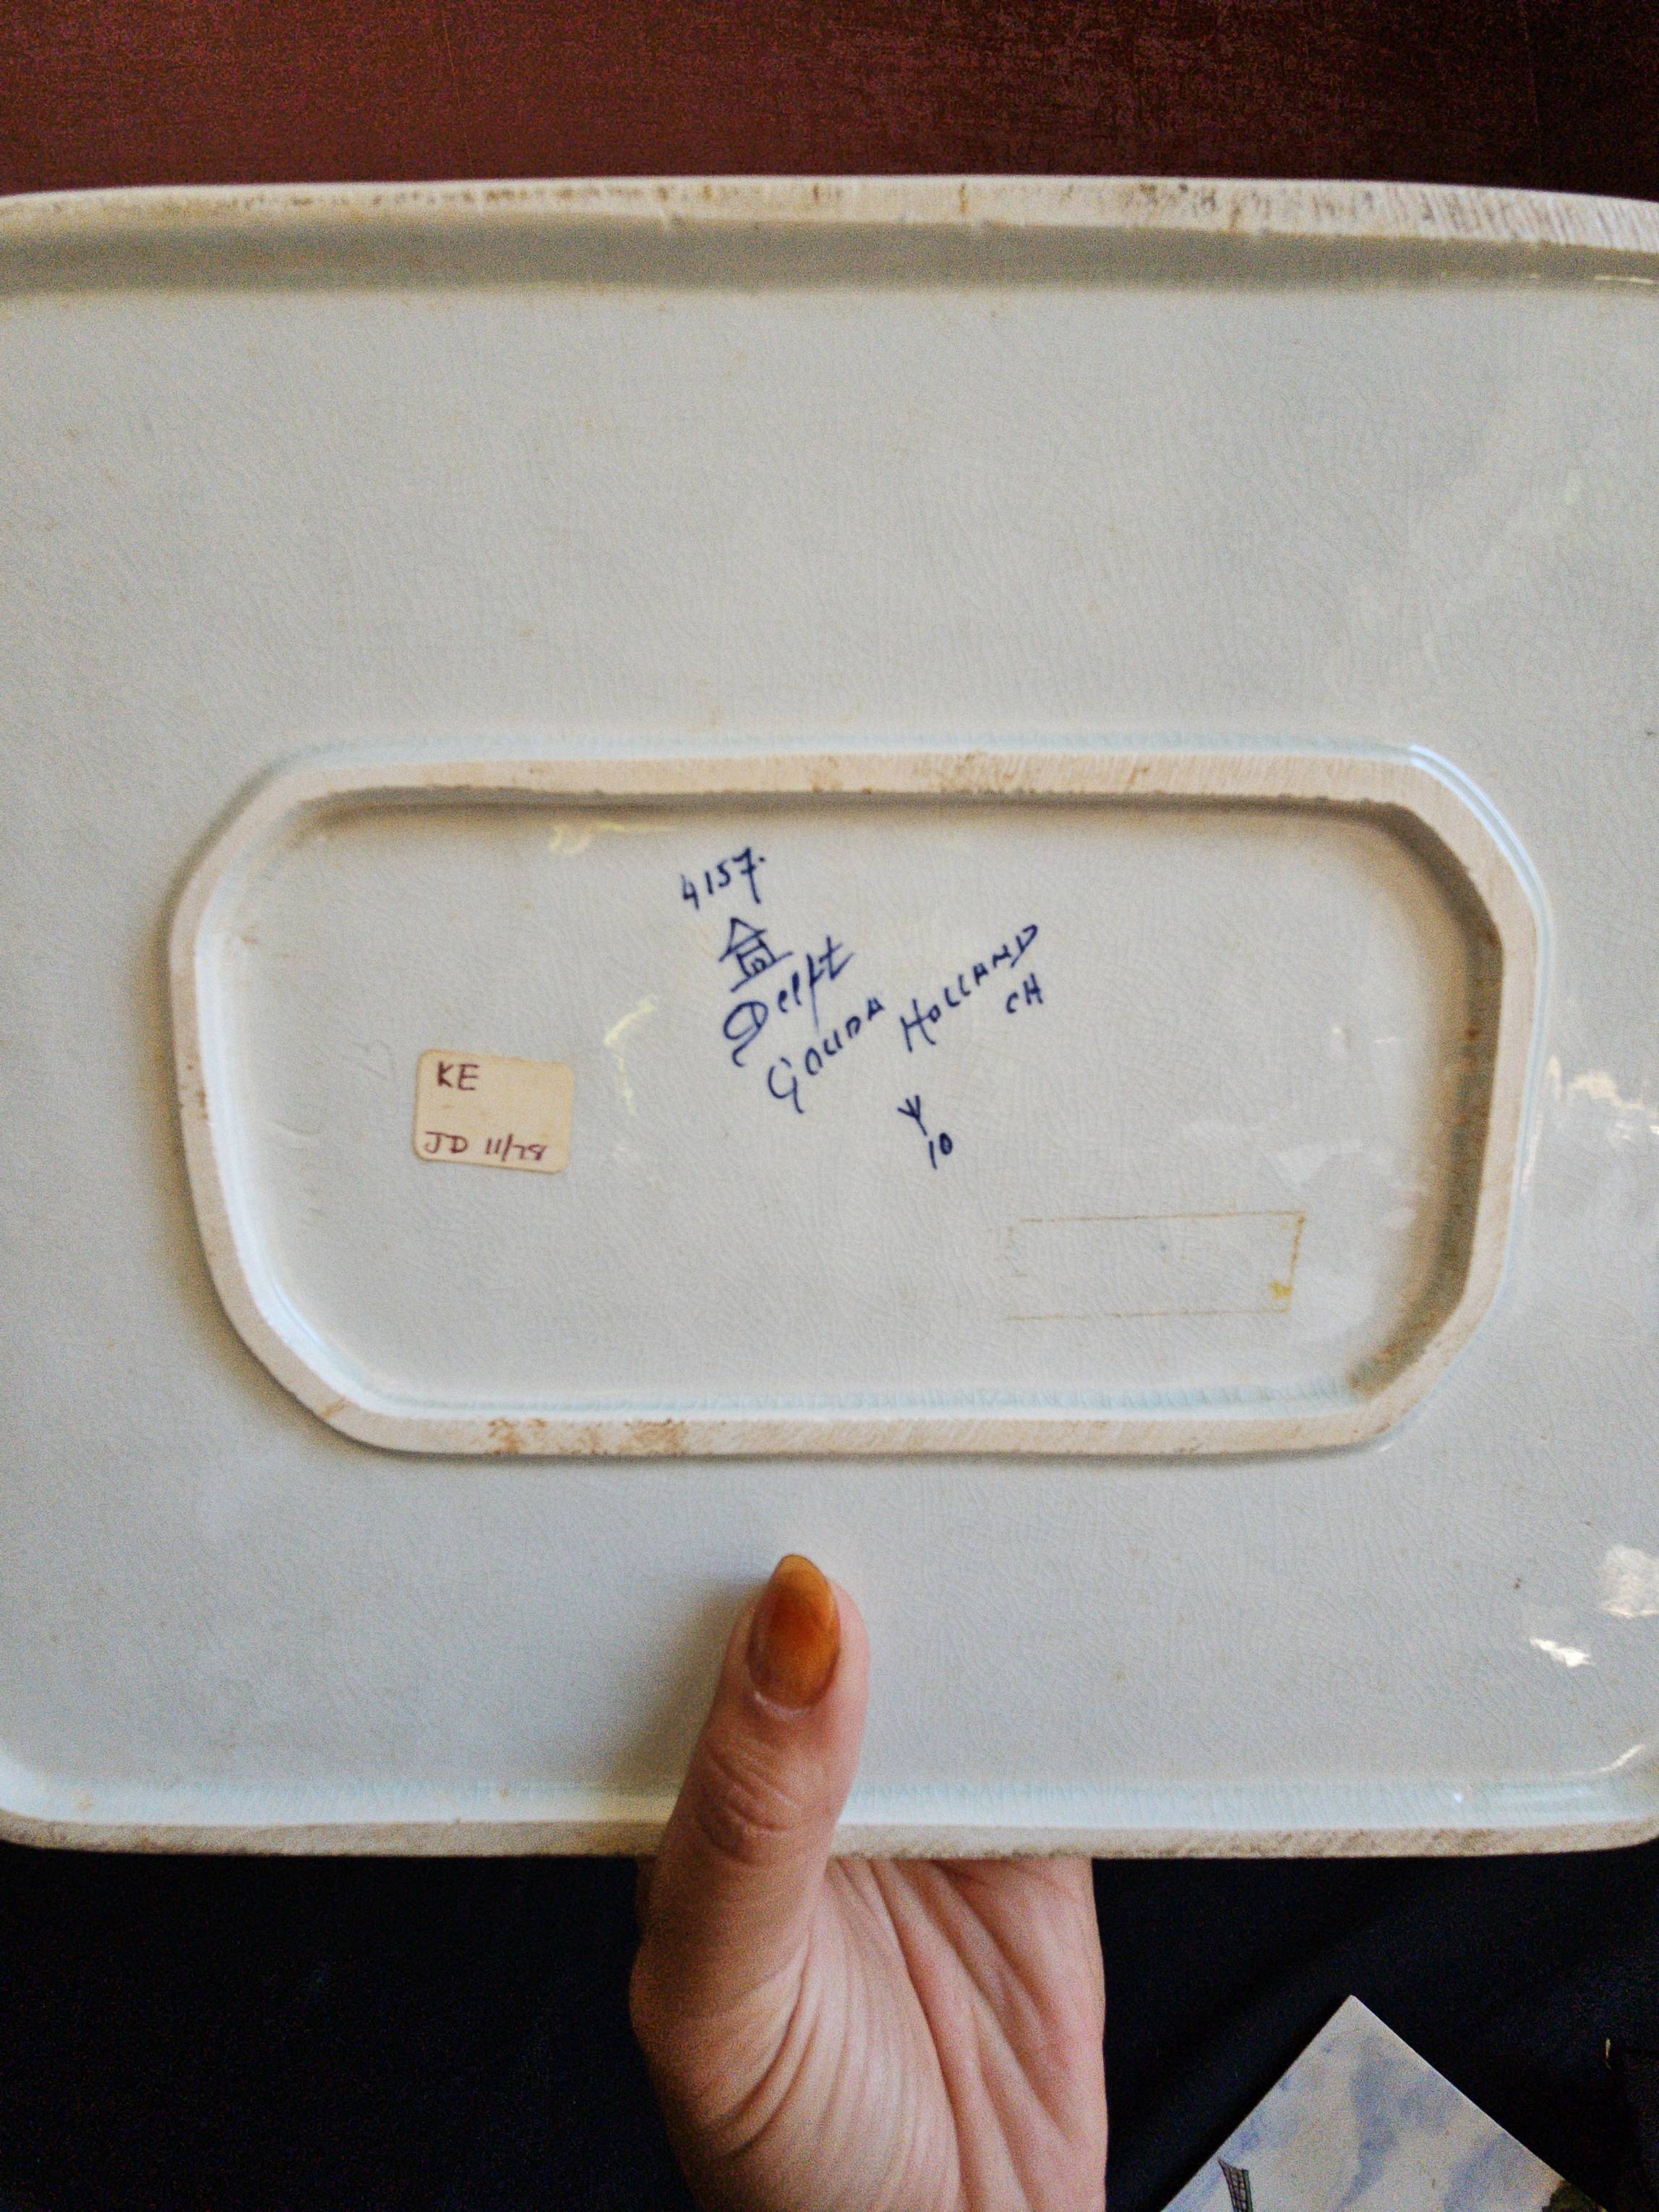 4157.
Delft
GOUDA HOLLAND
CH
10
KE
JD 11/78